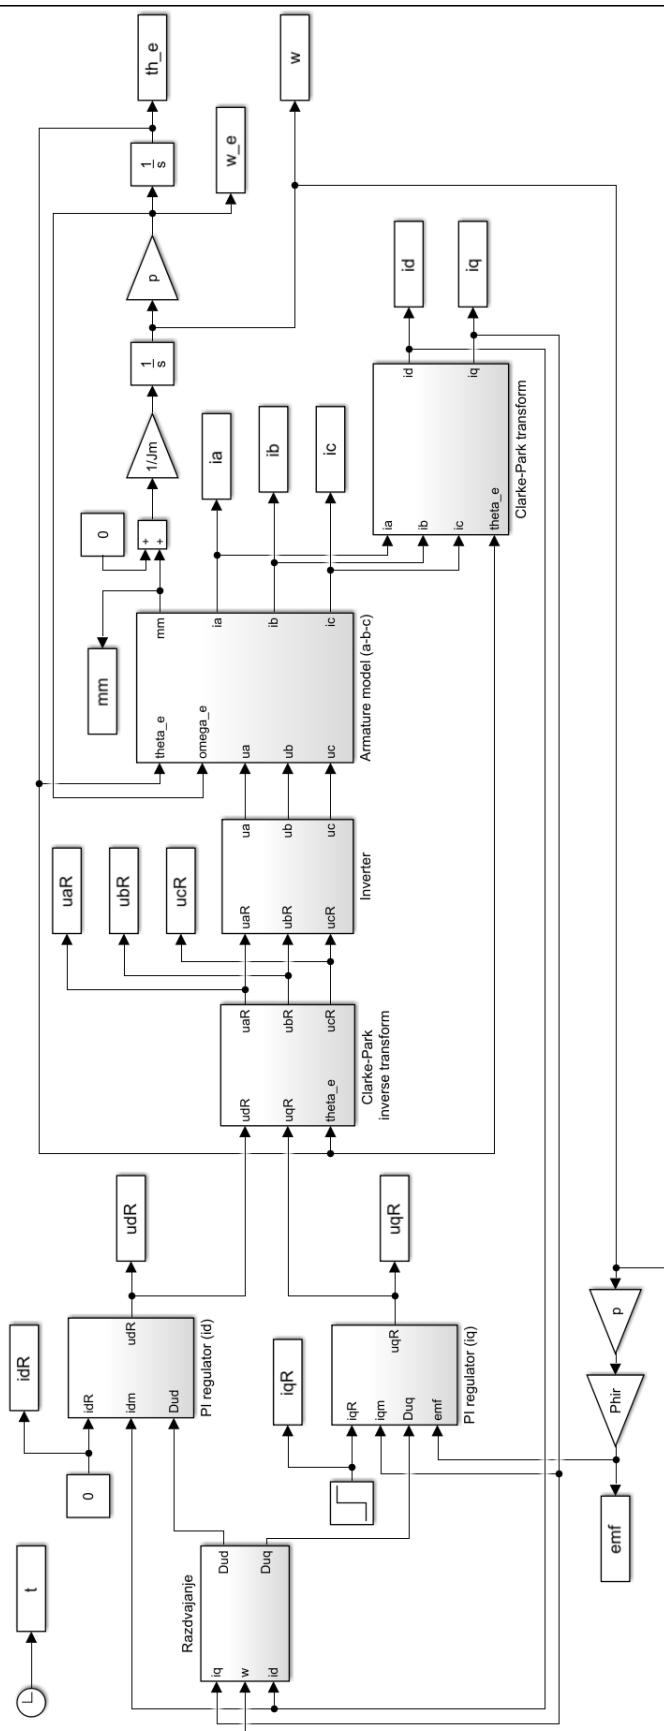 t
idR
0
idR
idm
Dud
udR
PI regulator (id)
udR
Razdvajanje
iq
w
id
Dud
Duq
iqR
iqR
iqm
Duq
emf
uqR
PI regulator (iq)
uqR
emf
Phir
p
udR
uqR
theta_e
uaR
ubR
ucR
Clarke-Park
inverse transform
uaR
ubR
ucR
uaR
ubR
ucR
ua
ub
uc
Inverter
theta_e
omega_e
ua
ub
uc
mm
ia
ib
ic
Armature model (a-b-c)
mm
0
+
+
1/Jm
1
s
p
1
s
th_e
w_e
w
ia
ib
ic
ia
ib
ic
theta_e
id
iq
Clarke-Park transform
id
iq